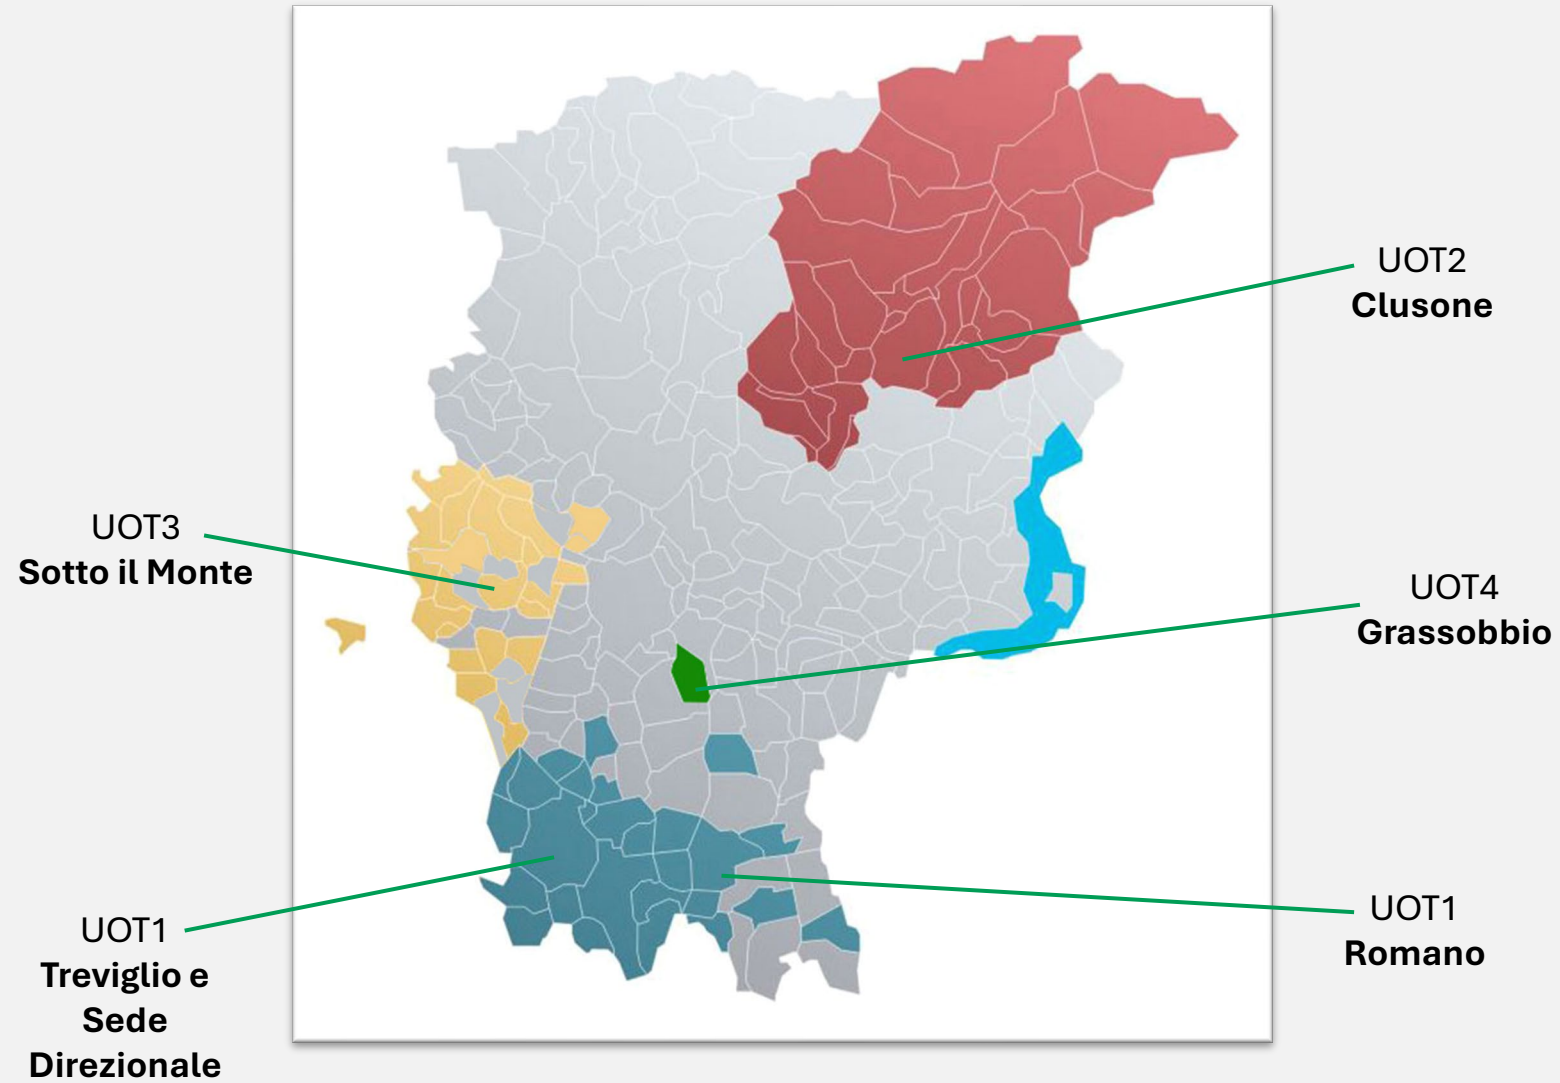 UOT2
Clusone
UOT3
Sotto il Monte
UOT4
Grassobbio
UOT1
Romano
UOT1
Treviglio e
Sede
Direzionale